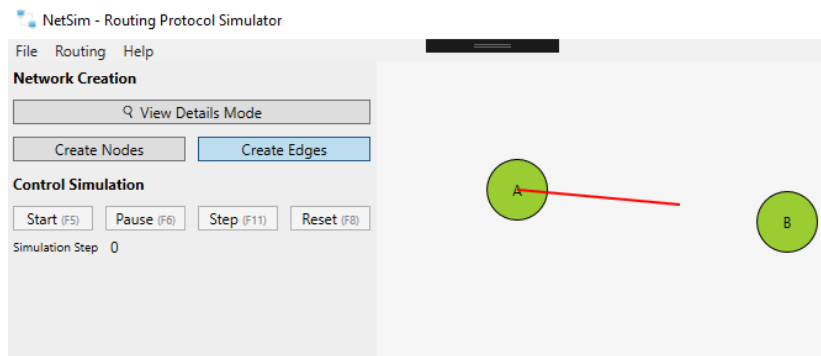 NetSim - Routing Protocol Simulator
File Routing Help
Network Creation
View Details Mode
Create Nodes Create Edges
Control Simulation
Start (F5) Pause (F6) Step (F11) Reset (F8)
Simulation Step 0
A
B